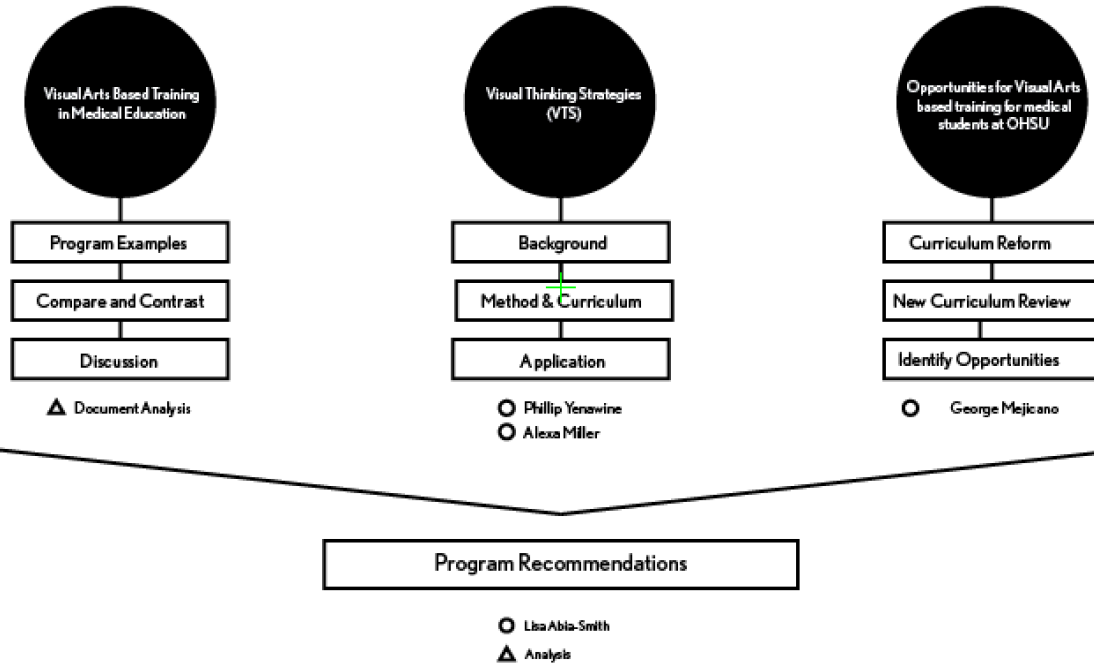 Visual Arts Based Training
in Medical Education
Program Examples
Compare and Contrast
Discussion
Document Analysis
Visual Thinking Strategies
(VTS)
Background
Method & Curriculum
Application
Phillip Yenawine
Alexa Miller
Opportunities for Visual Arts
based training for medical
students at OHSU
Curriculum Reform
New Curriculum Review
Identify Opportunities
George Mejicano
Program Recommendations
Lisa Abia-Smith
Analysis